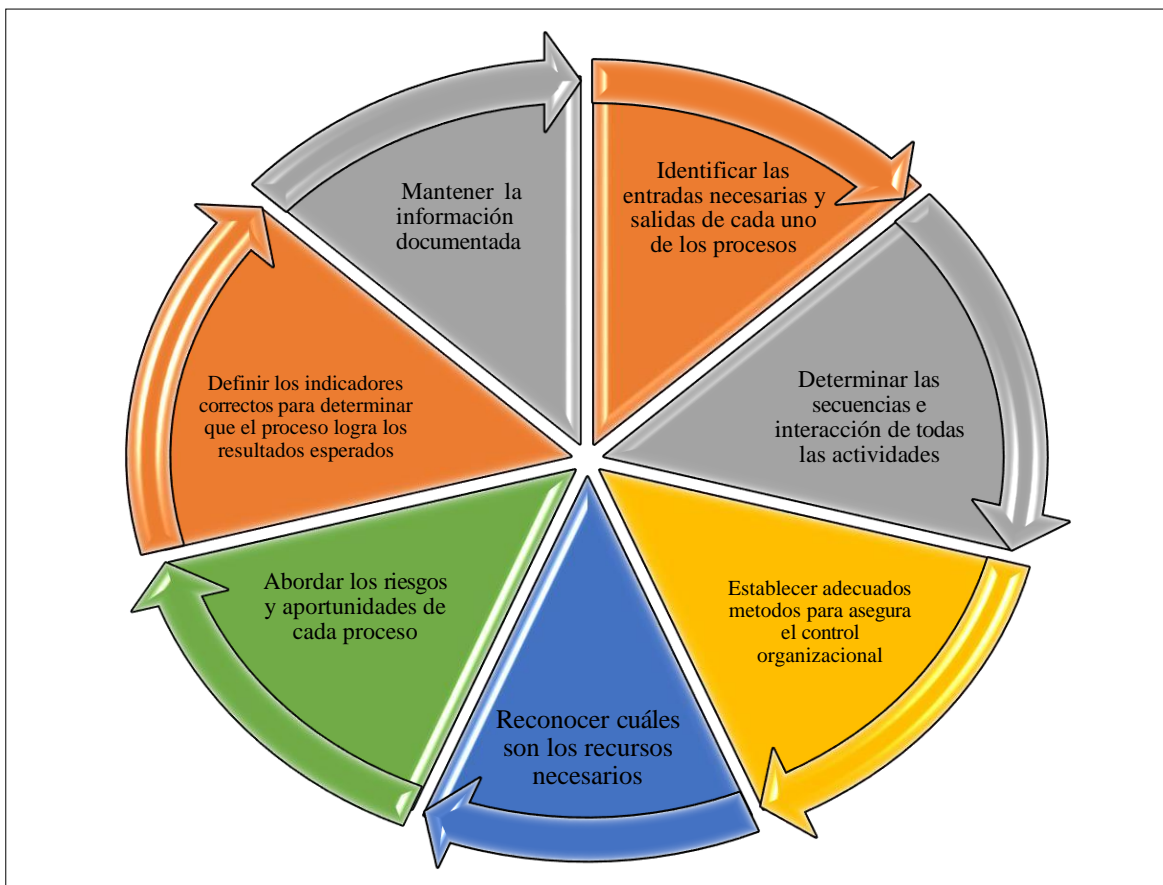 Identificar las
entradas necesarias y
salidas de cada uno
de los procesos
Determinar las
secuencias e
interacción de todas
las actividades
Establecer adecuados
metodos para asegura
el control
organizacional
Reconocer cuáles
son los recursos
necesarios
Abordar los riesgos
y aportunidades de
cada proceso
Definir los indicadores
correctos para determinar
que el proceso logra los
resultados esperados
Mantener la
información
documentada